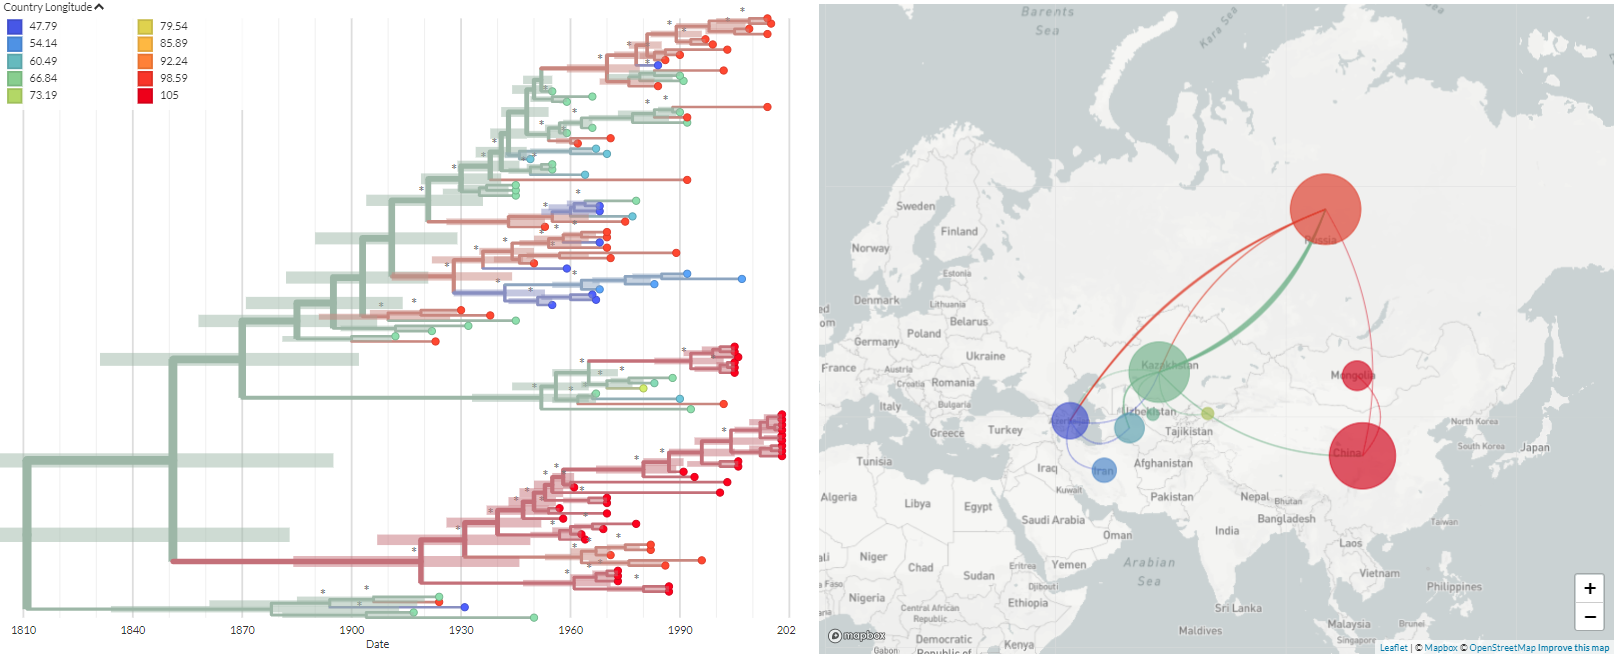 Country Longitude
47.79
54.14
60.49
66.84
73.19
79.54
85.89
92.24
98.59
105
1810
1840
1870
1900
1930
1960
1990
202
Date
Barents
Sea
Kara Sea
Sweden
Finland
Norway
Russia
Estonia
Denmark
Lithuania
Belarus
ed
om
Poland
Germany
Ukraine
Kazakhstan
Mongolia
France
Austria
Croatia
Romania
Italy
Bulgaria
Uzbekistan
Azerbaijan
North Korea
Greece
Turkey
Tajikistan
South Korea
Japan
Tunisia
Iraq
Iran
Afghanistan
China
Algeria
Libya
Egypt
Kuwait
Pakistan
Nepal
Bhutan
Saudi Arabia
Bangladesh
Taiwan
Oman
India
ali
Niger
Laos
Chad
Sudan
Eritrea
Yemen
Arabian
Sea
Vietnam
a Faso
Djibouti
Philippines
Nigeria
Ethiopia
Central African
Republic
Sri Lanka
ana
Malaysia
Brunei
Maldives
Singapore
Democratic
Republic of
Gabon
Kenya
+
−
mapbox
Leaflet | © Mapbox © OpenStreetMap Improve this map